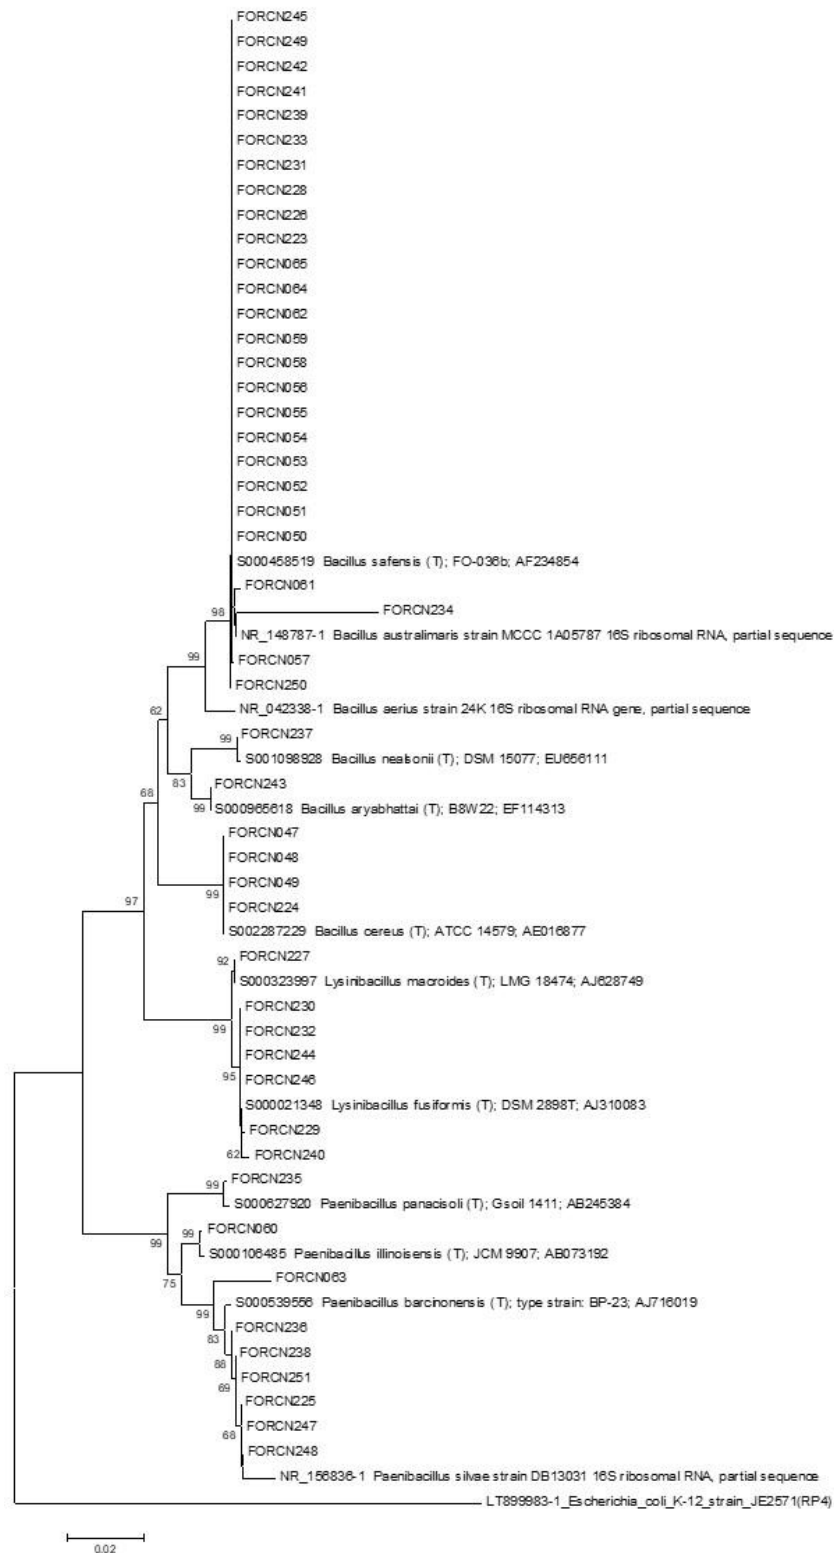 FORCN245
FORCN249
FORCN242
FORCN241
FORCN239
FORCN233
FORCN231
FORCN228
FORCN226
FORCN223
FORCN065
FORCN064
FORCN062
FORCN059
FORCN058
FORCN056
FORCN055
FORCN054
FORCN053
FORCN052
FORCN051
FORCN050
S000458519 Bacillus safensis (T); FO-036b; AF234854
FORCN061
98 FORCN234
NR_148787-1 Bacillus australimaris strain MCCC 1A05787 16S ribosomal RNA, partial sequence
99 FORCN057
FORCN250
62 NR_042338-1 Bacillus aerius strain 24K 16S ribosomal RNA gene, partial sequence
99 FORCN237
S001098928 Bacillus nealsonii (T); DSM 15077; EU656111
68 83 FORCN243
99 S000965618 Bacillus aryabhattai (T); B8W22; EF114313
FORCN047
FORCN048
FORCN049
97 99 FORCN224
S002287229 Bacillus cereus (T); ATCC 14579; AE016877
92 FORCN227
S000323997 Lysinibacillus macroides (T); LMG 18474; AJ628749
FORCN230
99 FORCN232
FORCN244
95 FORCN246
S000021348 Lysinibacillus fusiformis (T); DSM 2898T; AJ310083
FORCN229
62 FORCN240
99 FORCN235
S000627920 Paenibacillus panacisoli (T); Gsoil 1411; AB245384
99 99 FORCN060
S000106485 Paenibacillus illinoisensis (T); JCM 9907; AB073192
75 FORCN063
99 S000539556 Paenibacillus barcinonensis (T); type strain: BP-23; AJ716019
83 FORCN236
88 FORCN238
69 FORCN251
FORCN225
68 FORCN247
FORCN248
NR_156836-1 Paenibacillus silvae strain DB13031 16S ribosomal RNA, partial sequence
LT899983-1_Escherichia_coli_K-12_strain_JE2571(RP4)
0.02